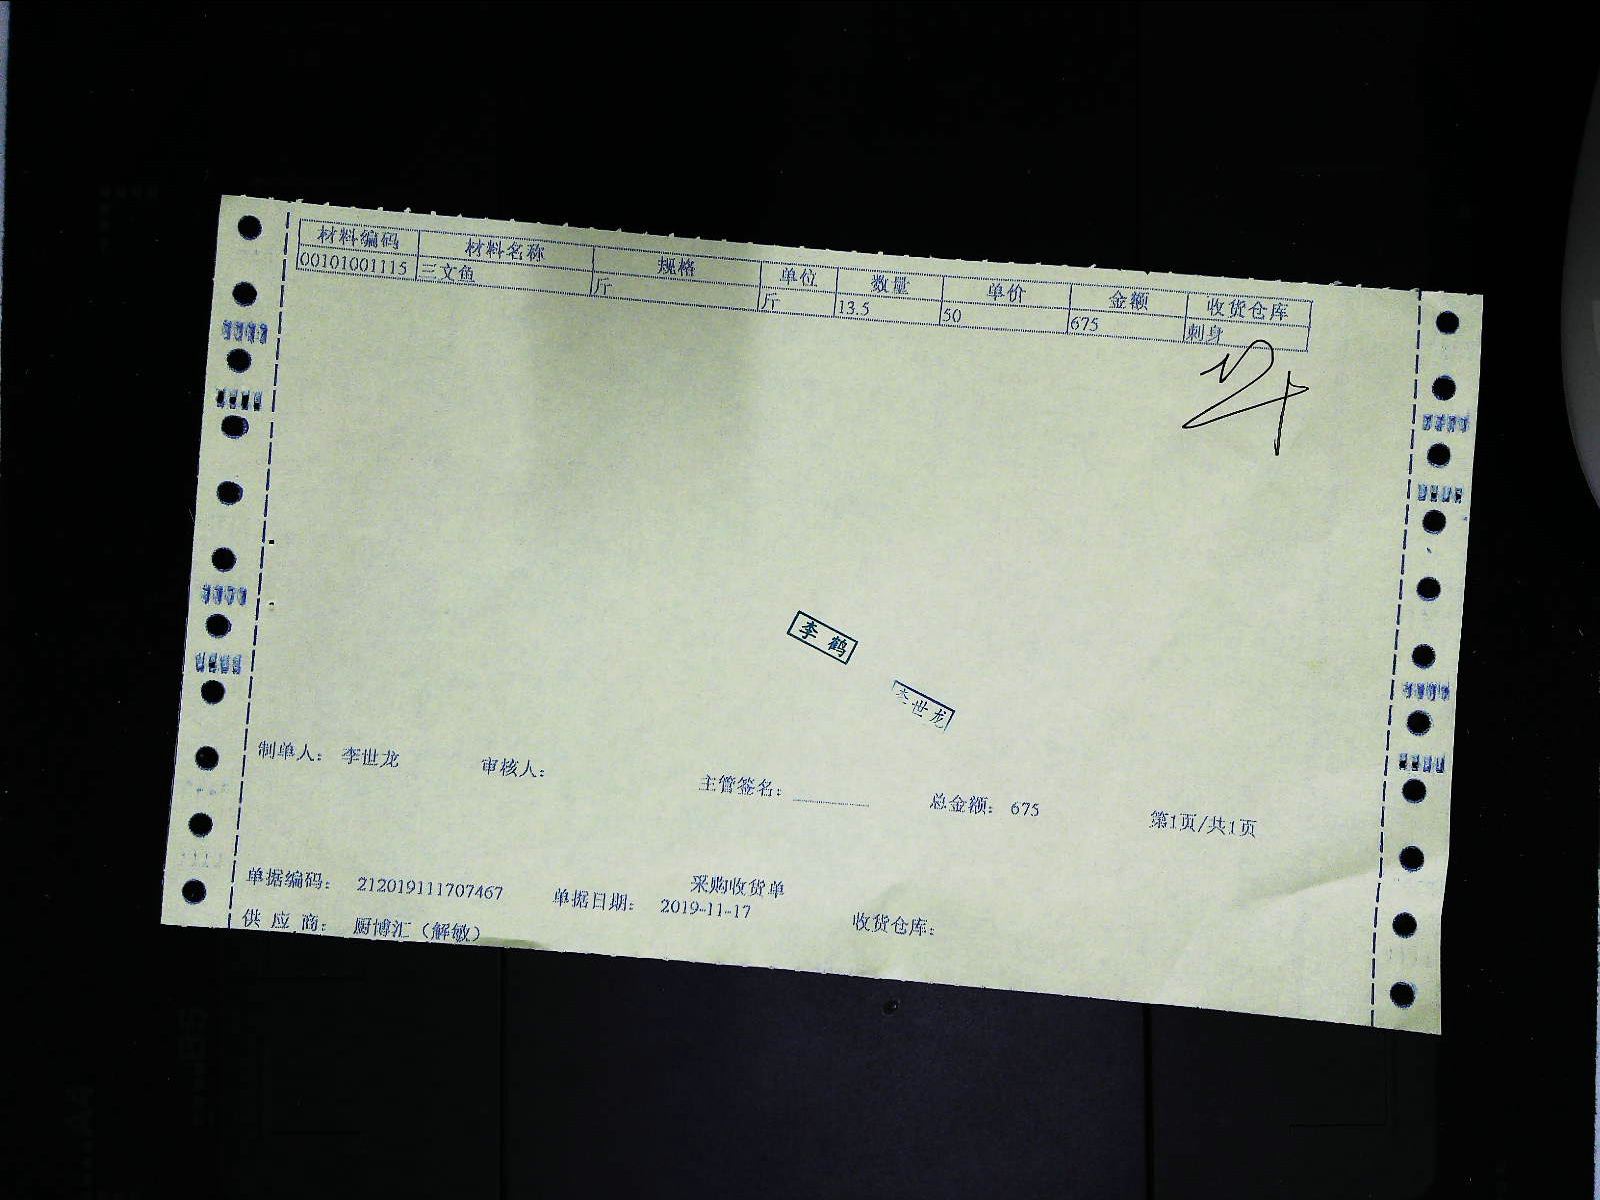 材料编码 材料名称 规格 单位 数量 单价 金额 收货仓库
00101001115 三文鱼 斤 斤 13.5 50 675 刺身
李鹤
李世龙
制单人： 李世龙 审核人： 主管签名： 总金额： 675 第1页/共1页
采购收货单
单据编码： 212019111707467 单据日期： 2019-11-17 收货仓库：
供 应 商： 厨博汇（解敏）